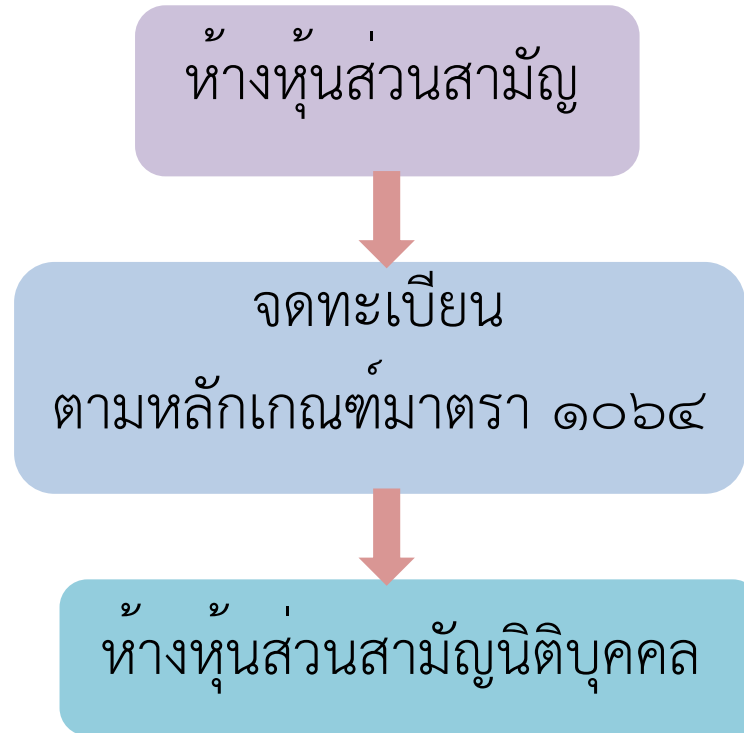 ห้างหุ้นส่วนสามัญ
จดทะเบียน
ตามหลักเกณฑ์มาตรา ๑๐๖๔
ห้างหุ้นส่วนสามัญนิติบุคคล